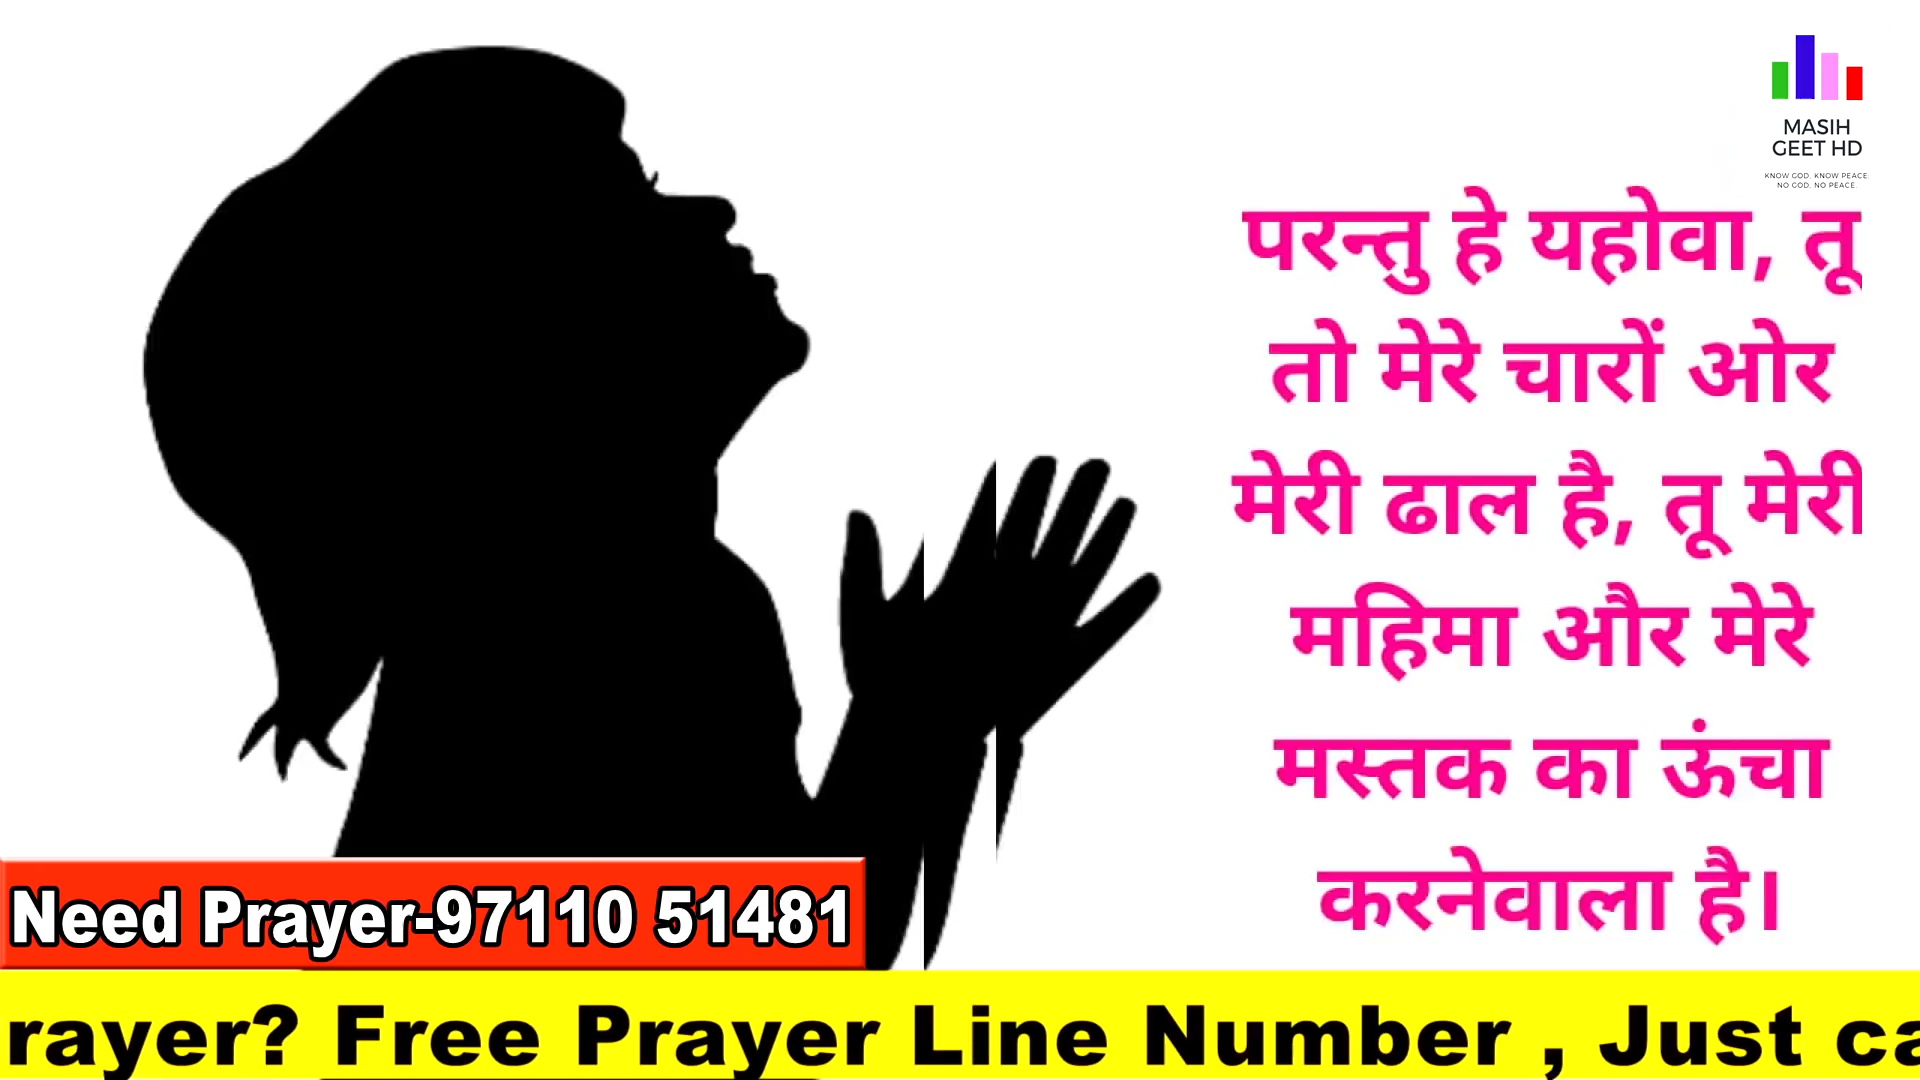 MASIH
GEET HD
KNOW GOD. KNOW PEACE.
NO GOD. NO PEACE.
परन्तु हे यहोवा, तू
तो मेरे चारों ओर
मेरी ढाल है, तू मेरी
महिमा और मेरे
मस्तक का ऊंचा
करनेवाला है।
Need Prayer-97110 51481
rayer? Free Prayer Line Number , Just ca